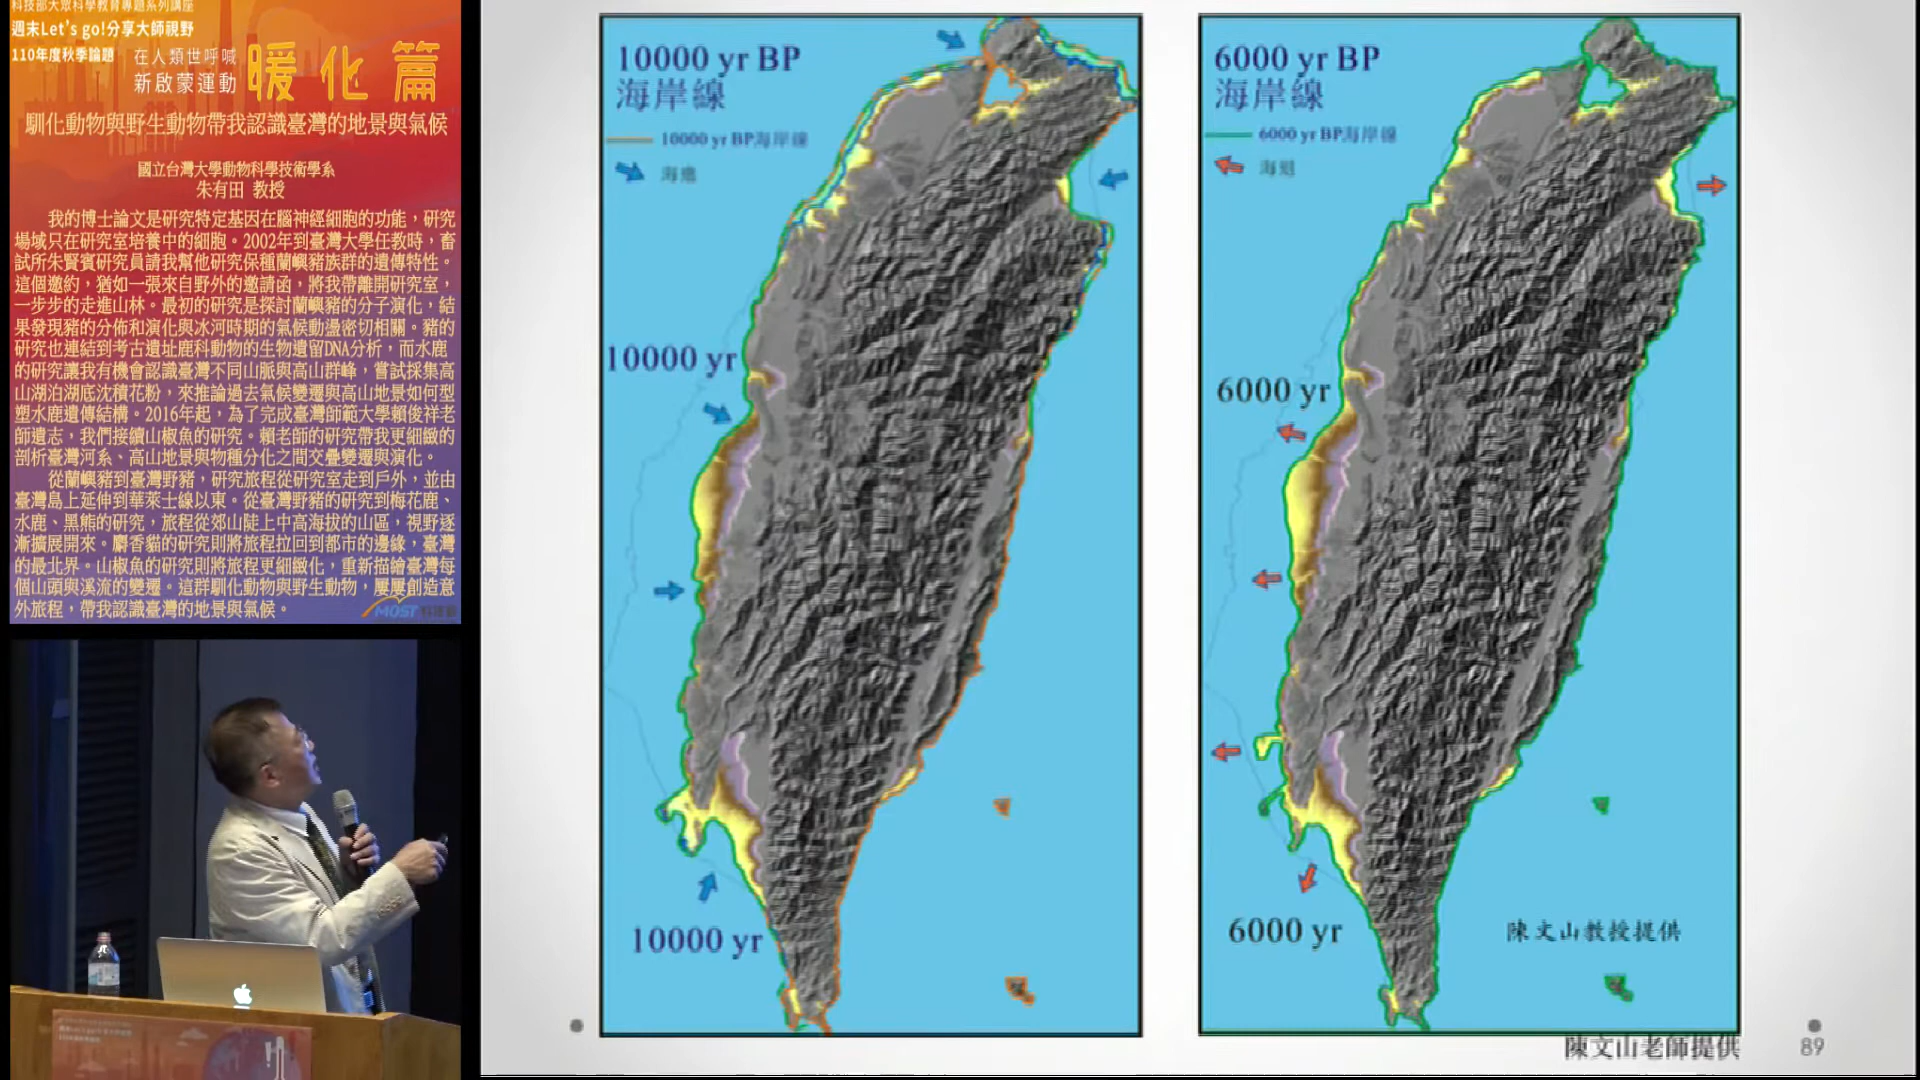 科技部大眾科學教育專題系列講座
週末Let's go!分享大師視野
110年度秋季論題
在人類世呼喊
新啟蒙運動
暖化篇
馴化動物與野生動物帶我認識臺灣的地景與氣候
國立台灣大學動物科學技術學系
朱有田 教授
我的博士論文是研究特定基因在腦神經細胞的功能，研究
場域只在研究室培養中的細胞。2002年到臺灣大學任教時，畜
試所朱賢賓研究員請我幫他研究保種蘭嶼豬族群的遺傳特性。
這個邀約，猶如一張來自野外的邀請函，將我帶離開研究室，
一步步的走進山林。最初的研究是探討蘭嶼豬的分子演化，結
果發現豬的分佈和演化與冰河時期的氣候動盪密切相關。豬的
研究也連結到考古遺址鹿科動物的生物遺留DNA分析，而水鹿
的研究讓我有機會認識臺灣不同山脈與高山群峰，嘗試採集高
山湖泊湖底沈積花粉，來推論過去氣候變遷與高山地景如何型
塑水鹿遺傳結構。2016年起，為了完成臺灣師範大學賴俊祥老
師遺志，我們接續山椒魚的研究。賴老師的研究帶我更細緻的
剖析臺灣河系、高山地景與物種分化之間交疊變遷與演化。
從蘭嶼豬到臺灣野豬，研究旅程從研究室走到戶外，並由
臺灣島上延伸到華萊士線以東。從臺灣野豬的研究到梅花鹿、
水鹿、黑熊的研究，旅程從郊山陡上中高海拔的山區，視野逐
漸擴展開來。麝香貓的研究則將旅程拉回到都市的邊緣，臺灣
的最北界。山椒魚的研究則將旅程更細緻化，重新描繪臺灣每
個山頭與溪流的變遷。這群馴化動物與野生動物，屢屢創造意
外旅程，帶我認識臺灣的地景與氣候。
MOST 科技部
10000 yr BP
海岸線
10000 yr BP海岸線
海進
10000 yr
10000 yr
6000 yr BP
海岸線
6000 yr BP海岸線
海退
6000 yr
6000 yr
陳文山教授提供
陳文山老師提供
89